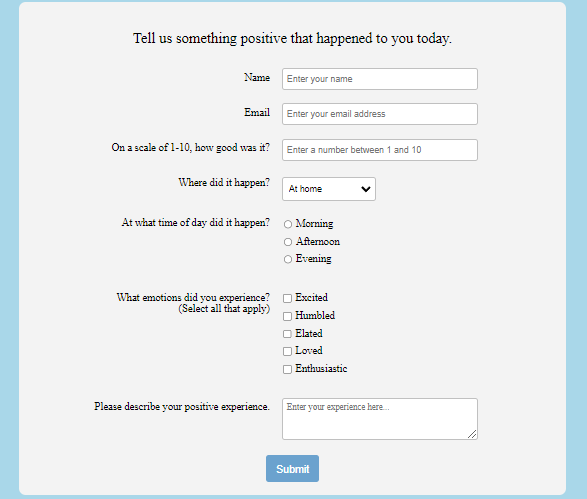 Tell us something positive that happened to you today.
Name
Enter your name
Email
Enter your email address
On a scale of 1-10, how good was it?
Enter a number between 1 and 10
Where did it happen?
At home
At what time of day did it happen?
Morning
Afternoon
Evening
What emotions did you experience?
(Select all that apply)
Excited
Humbled
Elated
Loved
Enthusiastic
Please describe your positive experience.
Enter your experience here...
Submit